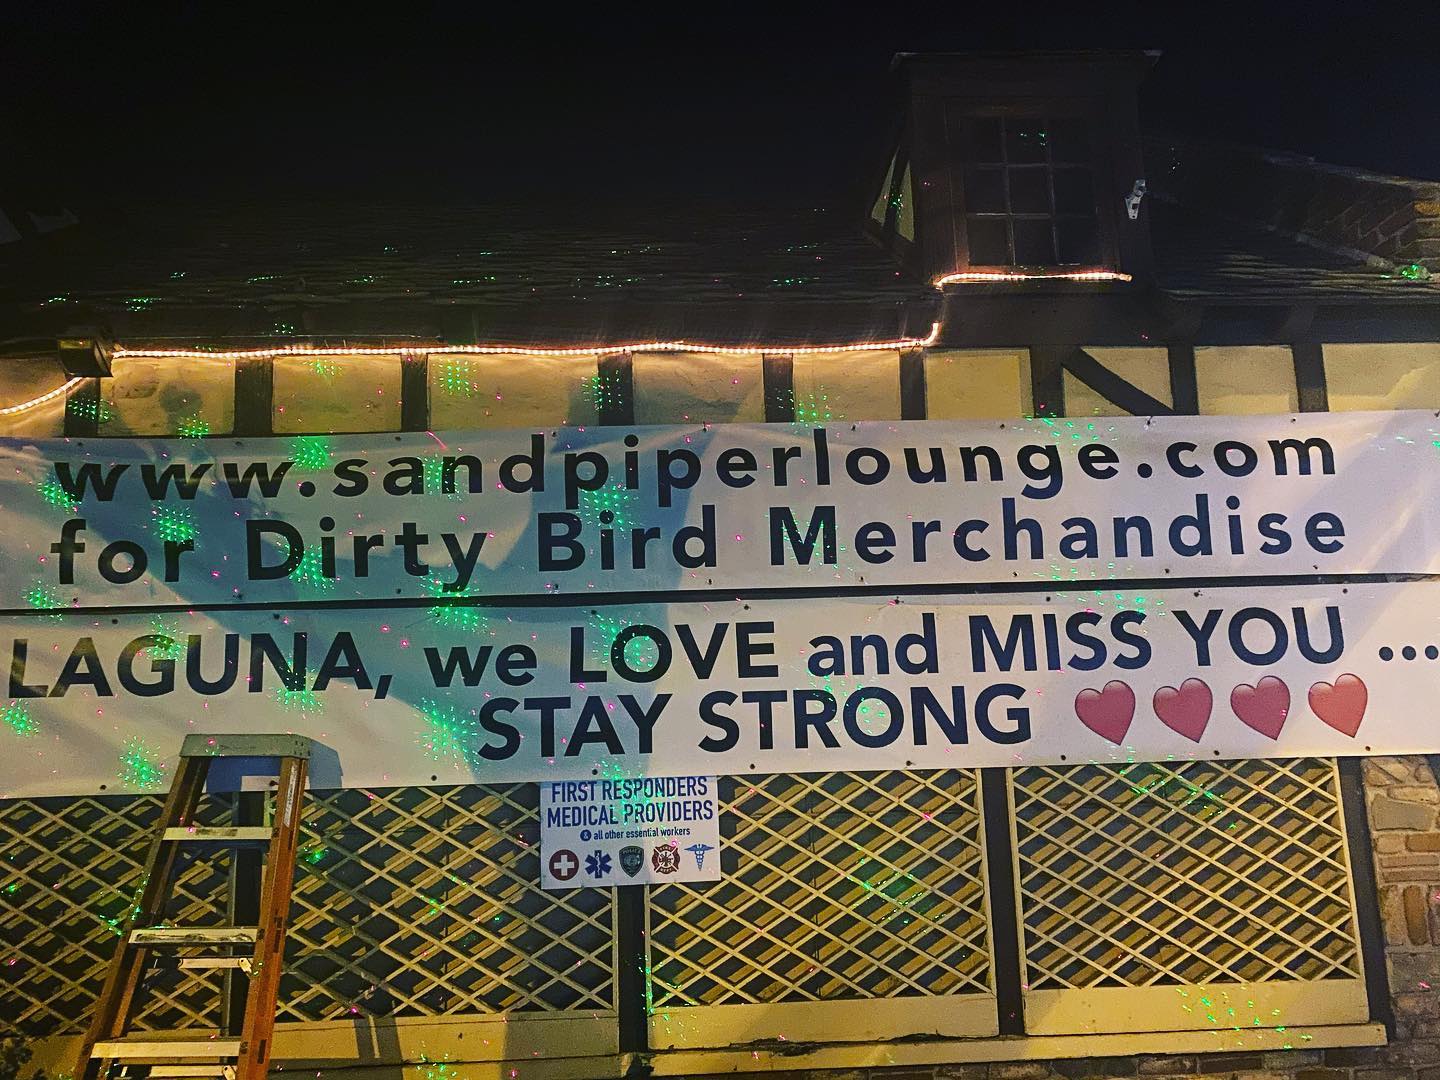 www.sandpiperlounge.com
for Dirty Bird Merchandise
LAGUNA, we LOVE and MISS YOU ....
STAY STRONG ❤️ ❤️ ❤️ ❤️
FIRST RESPONDERS
MEDICAL PROVIDERS
& all other essential workers